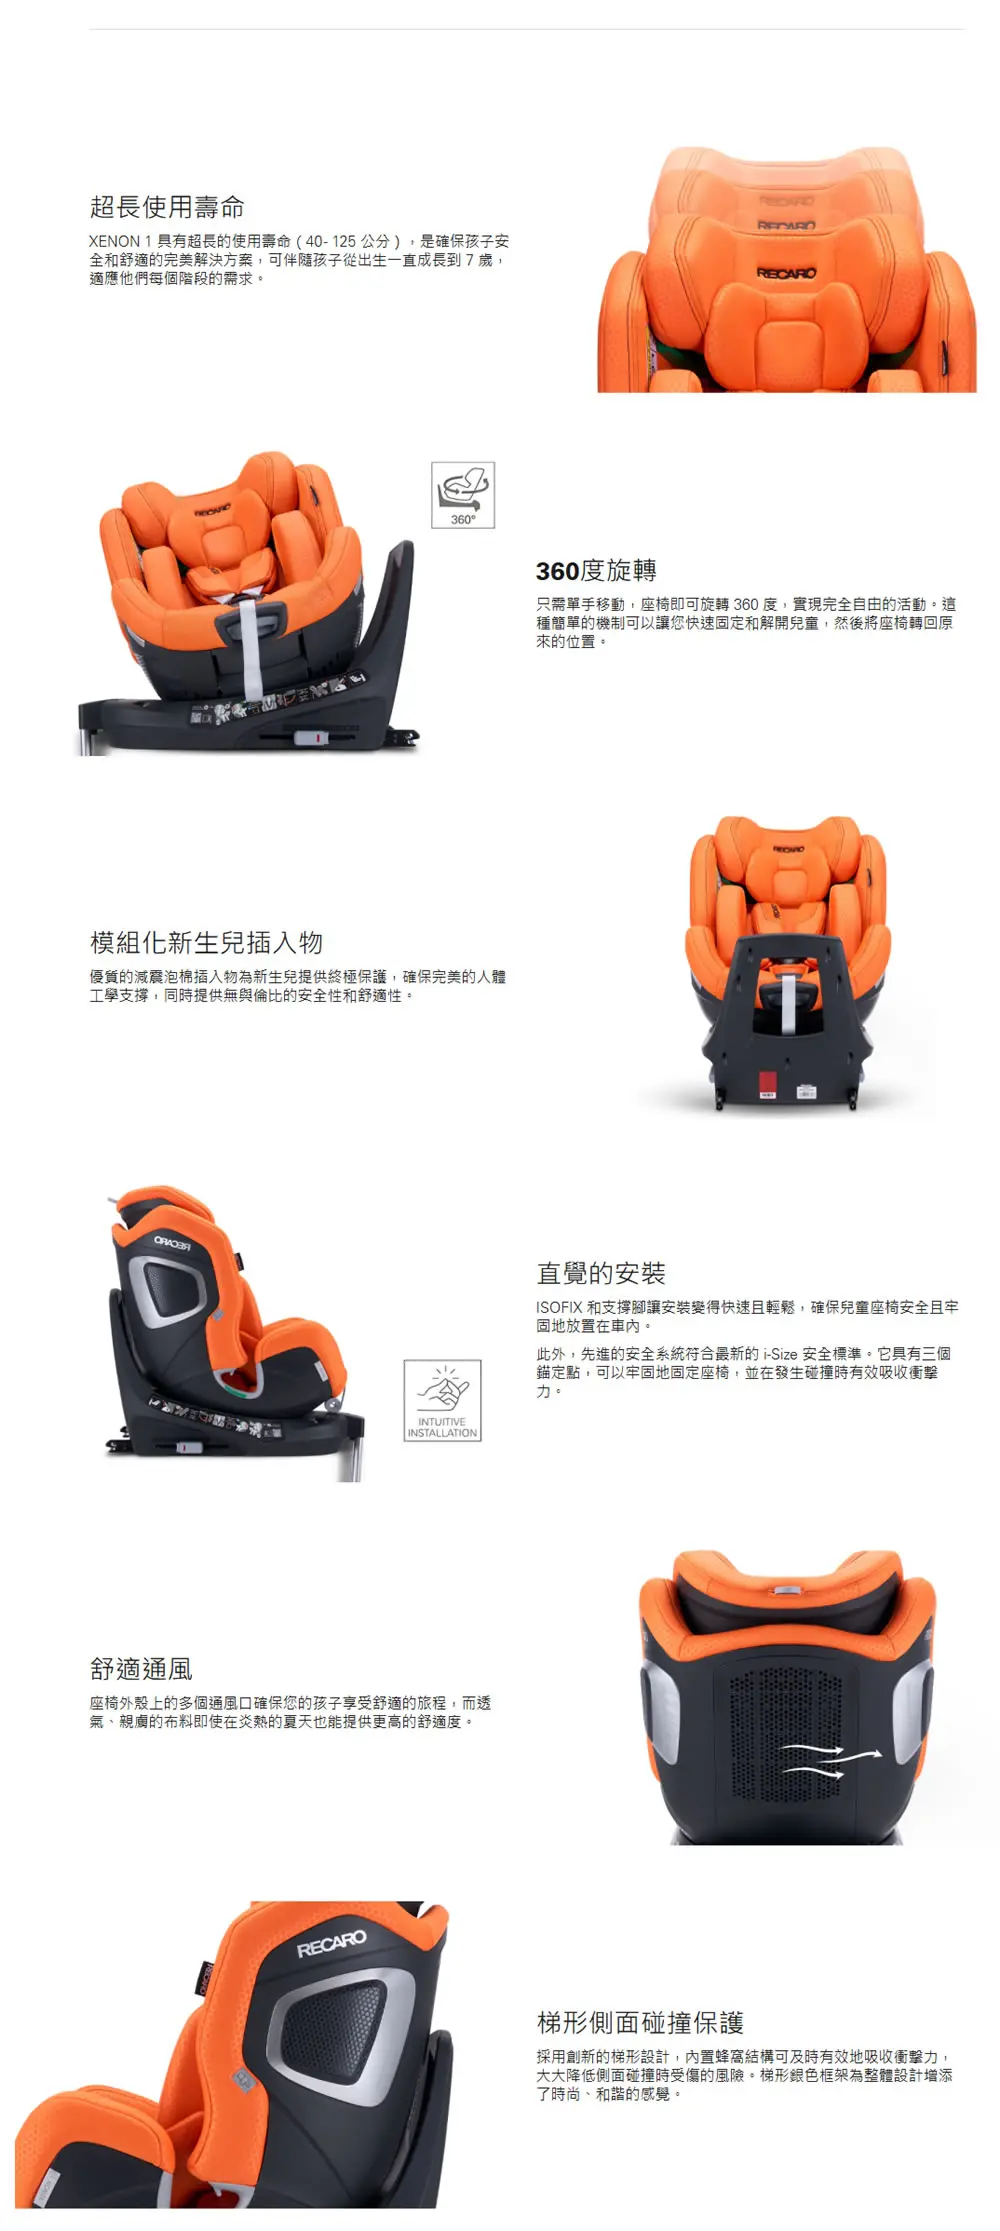 RECARO
RECARO
RECARO
超長使用壽命
XENON 1 具有超長的使用壽命 ( 40- 125 公分 ) ，是確保孩子安
全和舒適的完美解決方案，可伴隨孩子從出生一直成長到 7 歲，
適應他們每個階段的需求。
RECARO
360°
360度旋轉
只需單手移動，座椅即可旋轉 360 度，實現完全自由的活動。這
種簡單的機制可以讓您快速固定和解開兒童，然後將座椅轉回原
來的位置。
RECARO
模組化新生兒插入物
優質的減震泡棉插入物為新生兒提供終極保護，確保完美的人體
工學支撐，同時提供無與倫比的安全性和舒適性。
RECARO
直覺的安裝
ISOFIX 和支撐腳讓安裝變得快速且輕鬆，確保兒童座椅安全且牢
固地放置在車內。
此外，先進的安全系統符合最新的 i-Size 安全標準。它具有三個
錨定點，可以牢固地固定座椅，並在發生碰撞時有效吸收衝擊
力。
INTUITIVE
INSTALLATION
舒適通風
座椅外殼上的多個通風口確保您的孩子享受舒適的旅程，而透
氣、親膚的布料即使在炎熱的夏天也能提供更高的舒適度。
RECARO
RECARO
梯形側面碰撞保護
採用創新的梯形設計，內置蜂窩結構可及時有效地吸收衝擊力，
大大降低側面碰撞時受傷的風險。梯形銀色框架為整體設計增添
了時尚、和諧的感覺。